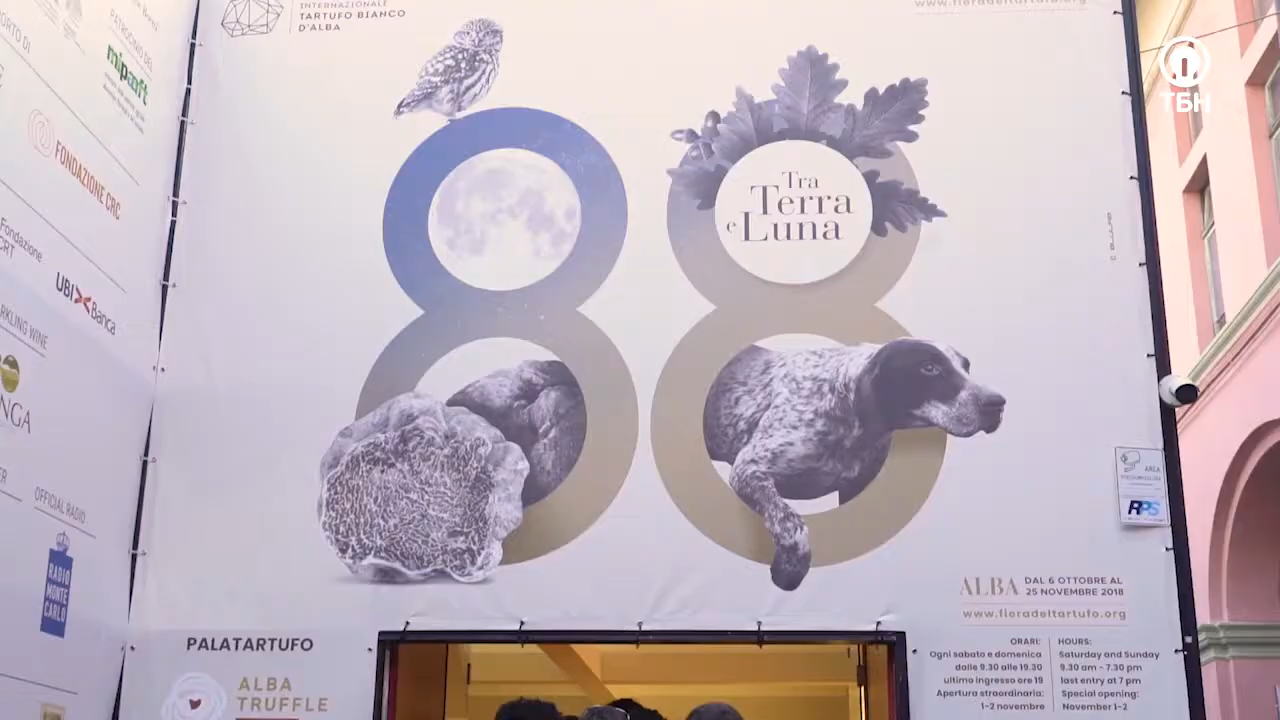 INTERNAZIONALE
TARTUFO BIANCO
D'ALBA
www.fieradeltartufo.org
ТБН
PATROCINIO DEL
mipaaft
FONDAZIONE CRC
Fondazione
CRT
UBI Banca
OFFICIAL RADIO
RADIO
MONTE
CARLO
88
Tra
Terra
e Luna
AREA
RPS
ALBA DAL 6 OTTOBRE AL
25 NOVEMBRE 2018
www.fieradeltartufo.org
ORARI:
Ogni sabato e domenica
dalle 9.30 alle 19.30
ultimo ingresso ore 19
Apertura straordinaria:
1-2 novembre
HOURS:
Saturday and Sunday
9.30 am - 7.30 pm
last entry at 7 pm
Special opening:
November 1-2
PALATARTUFO
ALBA
TRUFFLE